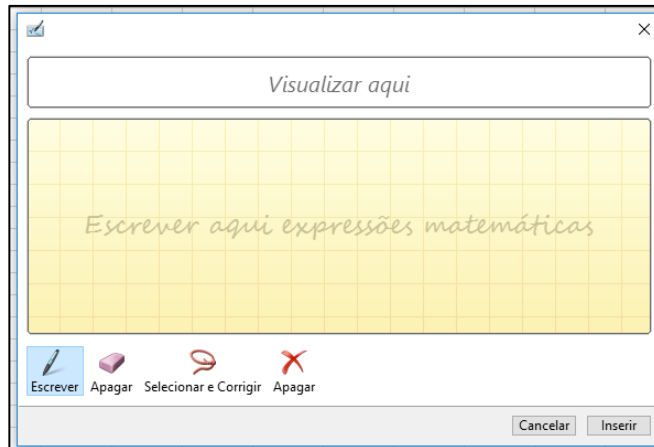 Visualizar aqui
Escrever aqui expressões matemáticas
Escrever Apagar Selecionar e Corrigir Apagar
Cancelar Inserir